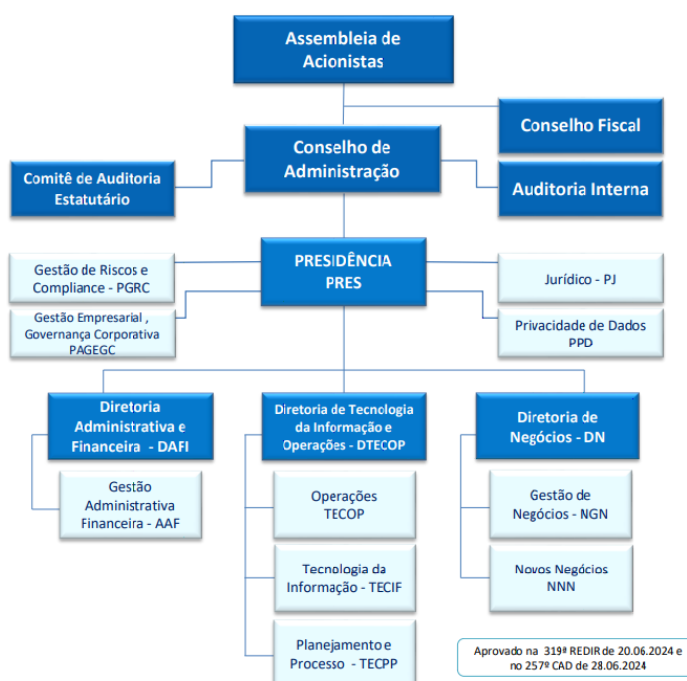 Assembleia de
Acionistas
Conselho Fiscal
Conselho de
Administração
Comitê de Auditoria
Estatutário
Auditoria Interna
PRESIDÊNCIA
PRES
Gestão de Riscos e
Compliance - PGRC
Jurídico - PJ
Gestão Empresarial ,
Governança Corporativa
PAGEGC
Privacidade de Dados
PPD
Diretoria
Administrativa e
Financeira - DAFI
Diretoria de Tecnologia
da Informação e
Operações - DTECOP
Diretoria de
Negócios - DN
Gestão
Administrativa
Financeira - AAF
Operações
TECOP
Gestão de
Negócios - NGN
Tecnologia da
Informação - TECIF
Novos Negócios
NNN
Planejamento e
Processo - TECPP
Aprovado na 319ª REDIR de 20.06.2024 e
no 257º CAD de 28.06.2024